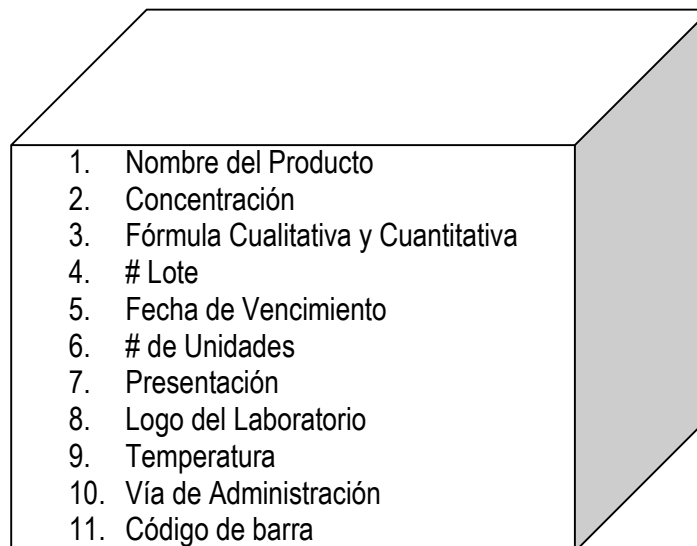 1. Nombre del Producto
2. Concentración
3. Fórmula Cualitativa y Cuantitativa
4. # Lote
5. Fecha de Vencimiento
6. # de Unidades
7. Presentación
8. Logo del Laboratorio
9. Temperatura
10. Vía de Administración
11. Código de barra